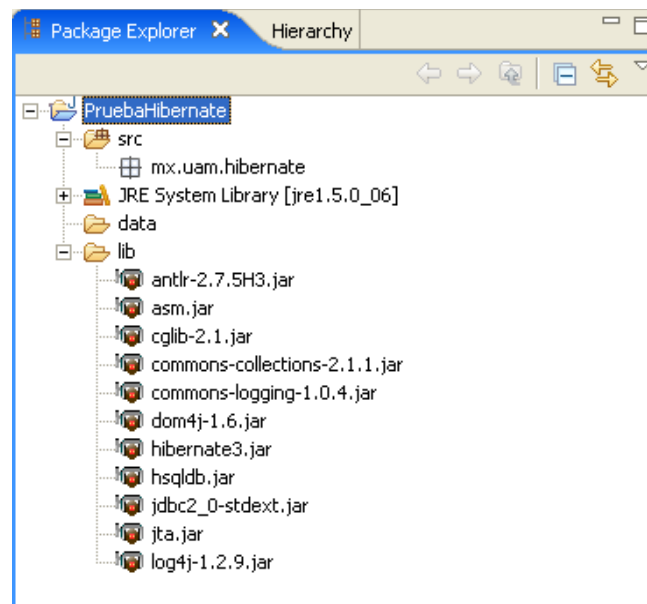 Package Explorer Hierarchy
PruebaHibernate
src
mx.uam.hibernate
JRE System Library [jre1.5.0_06]
data
lib
antlr-2.7.5H3.jar
asm.jar
cglib-2.1.jar
commons-collections-2.1.1.jar
commons-logging-1.0.4.jar
dom4j-1.6.jar
hibernate3.jar
hsqldb.jar
jdbc2_0-stdext.jar
jta.jar
log4j-1.2.9.jar